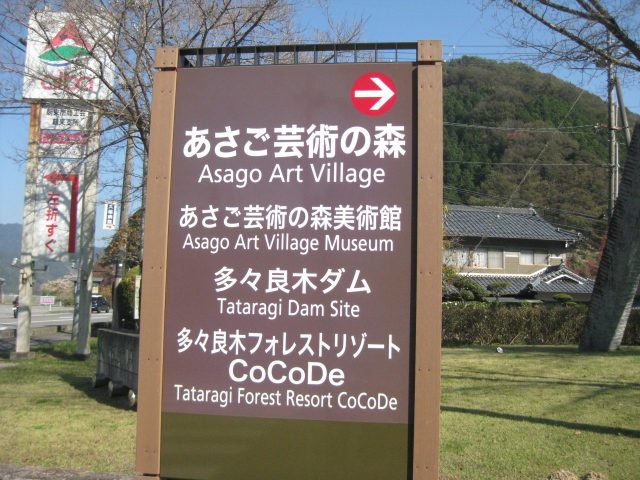 あさご芸術の森
Asago Art Village
あさご芸術の森美術館
Asago Art Village Museum
多々良木ダム
Tataragi Dam Site
多々良木フォレストリゾート
CoCoDe
Tataragi Forest Resort CoCoDe
左折すぐ